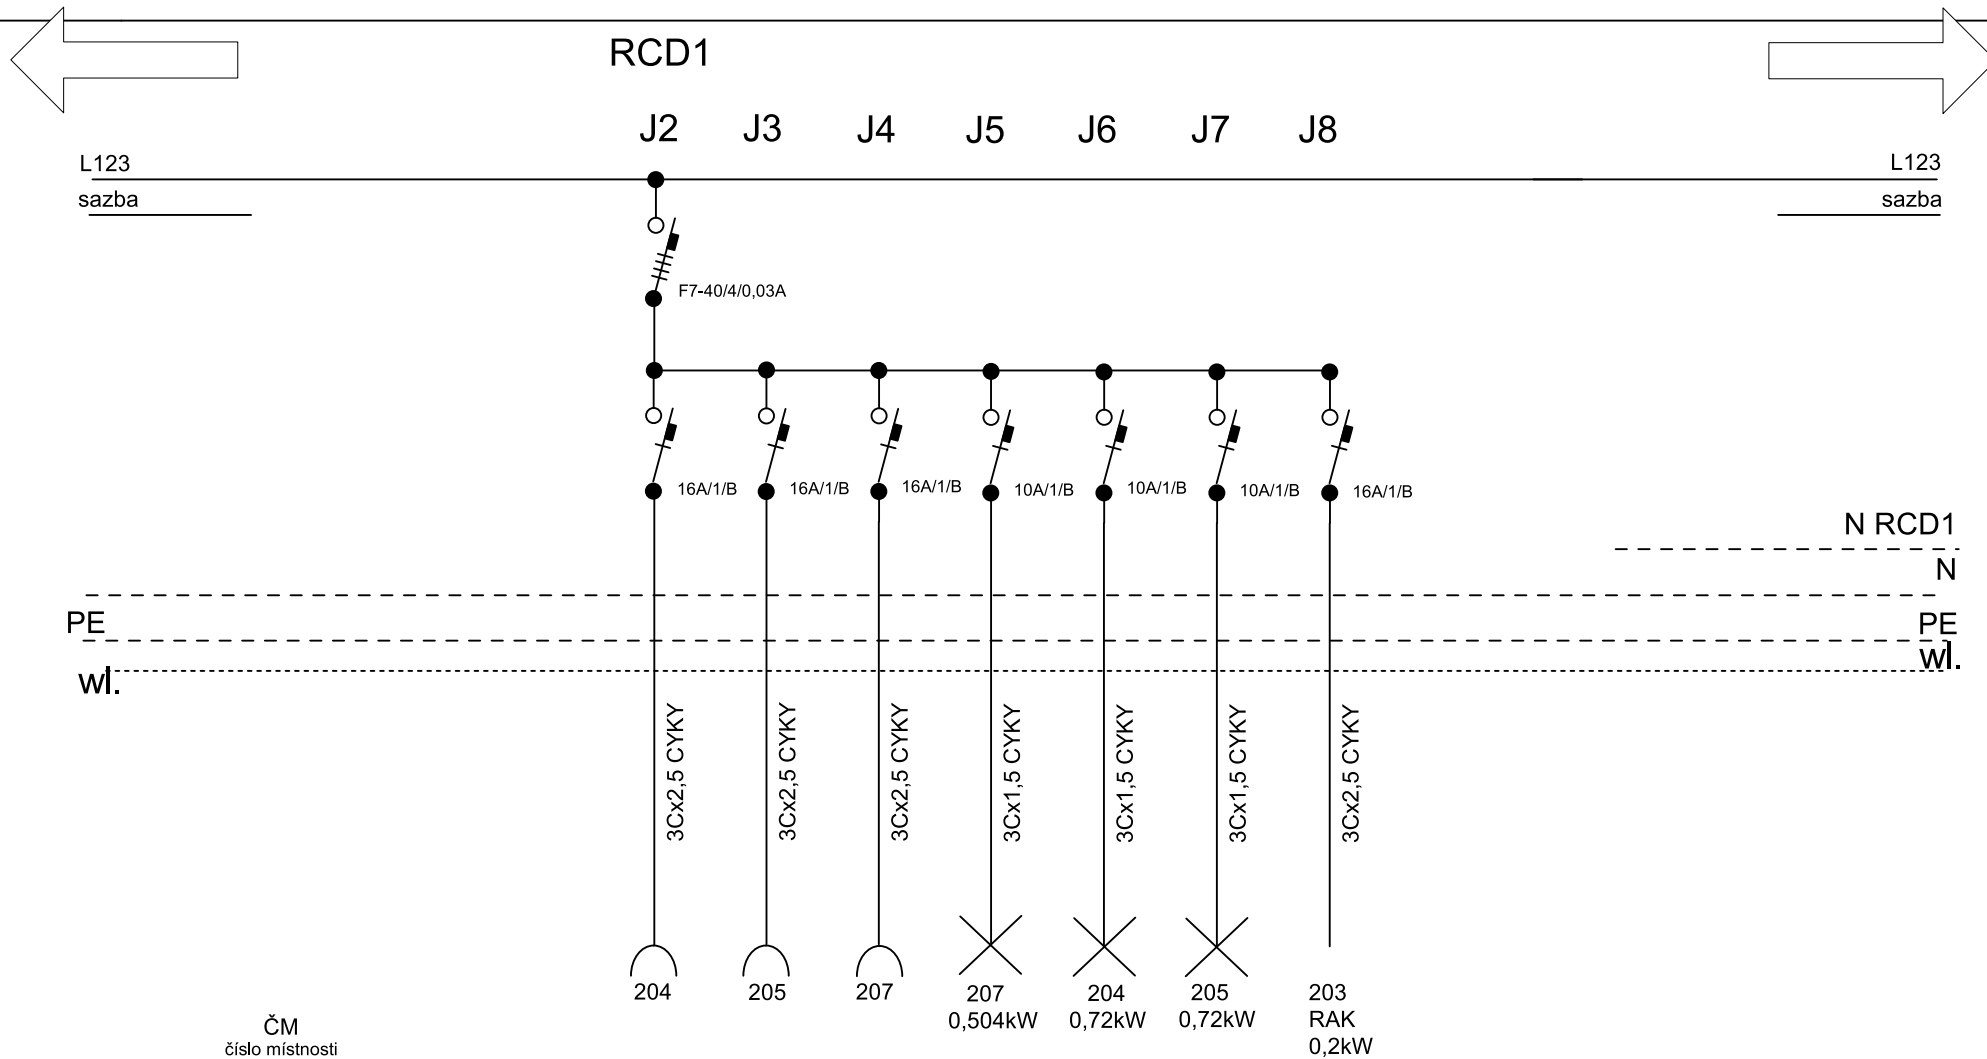 RCD1
J2 J3 J4 J5 J6 J7 J8
L123 L123
sazba sazba
F7-40/4/0,03A
16A/1/B 16A/1/B 16A/1/B 10A/1/B 10A/1/B 10A/1/B 16A/1/B
N RCD1
N
PE PE
wl. wl.
3Cx2,5 CYKY
3Cx2,5 CYKY
3Cx2,5 CYKY
3Cx1,5 CYKY
3Cx1,5 CYKY
3Cx1,5 CYKY
3Cx2,5 CYKY
204 205 207 207 204 205 203
0,504kW 0,72kW 0,72kW RAK
0,2kW
ČM
číslo místnosti